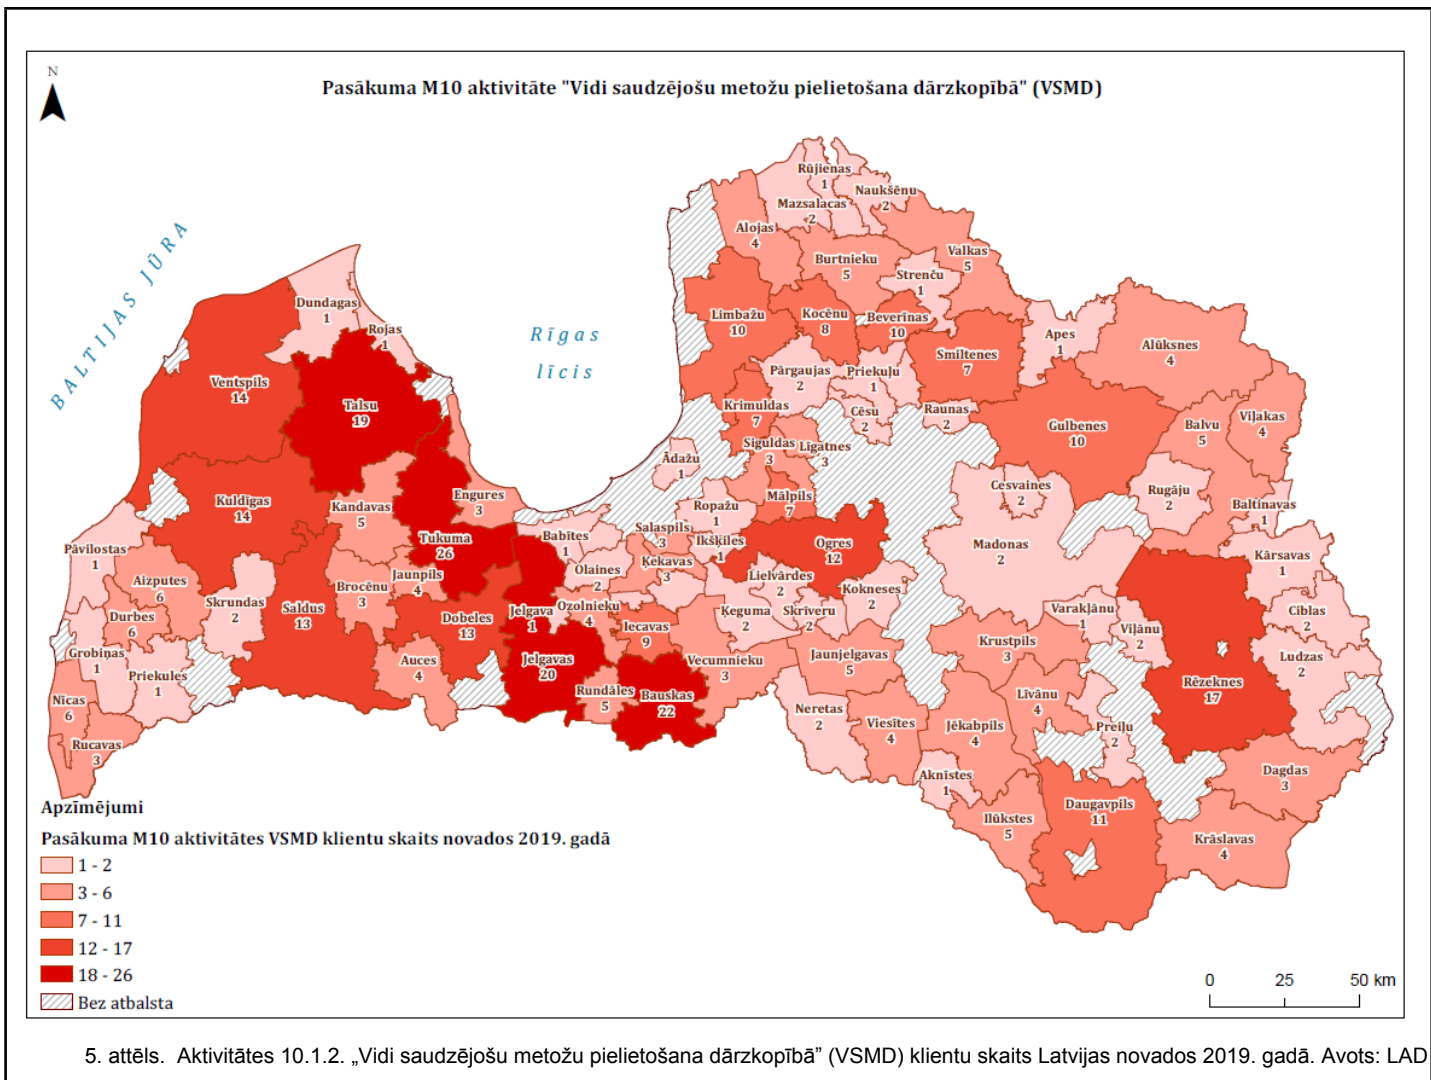 N
Pasākuma M10 aktivitāte "Vidi saudzējošu metožu pielietošana dārzkopībā" (VSMD)
BALTIJAS JŪRA
Rīgas
līcis
Rūjienas
1
Naukšēnu
2
Mazsalacas
2
Alojas
4
Burtnieku
5
Valkas
5
Strenču
1
Dundagas
1
Rojas
1
Limbažu
10
Kocēnu
8
Beverīnas
10
Smiltenes
7
Apes
1
Alūksnes
4
Ventspils
14
Talsu
19
Pārgaujas
2
Priekuļu
1
Krimuldas
7
Cēsu
2
Raunas
2
Gulbenes
10
Balvu
5
Viļakas
4
Siguldas
3
Līgatnes
3
Ādažu
1
Kuldīgas
14
Kandavas
5
Engures
3
Mālpils
7
Ropažu
1
Cesvaines
2
Rugāju
2
Baltinavas
1
Tukuma
26
Babītes
1
Salaspils
3
Ikšķiles
1
Ogres
12
Madonas
2
Kārsavas
1
Pāvilostas
1
Aizputes
6
Brocēnu
3
Jaunpils
4
Olaines
2
Ķekavas
3
Lielvārdes
2
Kokneses
2
Skrundas
2
Saldus
13
Durbes
6
Dobeles
13
Jelgava
1
Ozolnieku
4
Iecavas
9
Ķeguma
2
Skrīveru
2
Varakļānu
1
Viļānu
2
Ciblas
2
Grobiņas
1
Priekules
1
Auces
4
Jelgavas
20
Vecumnieku
3
Jaunjelgavas
5
Krustpils
3
Ludzas
2
Rundāles
5
Bauskas
22
Rēzeknes
17
Nīcas
6
Rucavas
3
Neretas
2
Viesītes
4
Jēkabpils
4
Līvānu
4
Preiļu
2
Aknīstes
1
Ilūkstes
5
Daugavpils
11
Dagdas
3
Krāslavas
4
Apzīmējumi
Pasākuma M10 aktivitātes VSMD klientu skaits novados 2019. gadā
1 - 2
3 - 6
7 - 11
12 - 17
18 - 26
Bez atbalsta
0 25 50 km
5. attēls. Aktivitātes 10.1.2. „Vidi saudzējošu metožu pielietošana dārzkopībā” (VSMD) klientu skaits Latvijas novados 2019. gadā. Avots: LAD